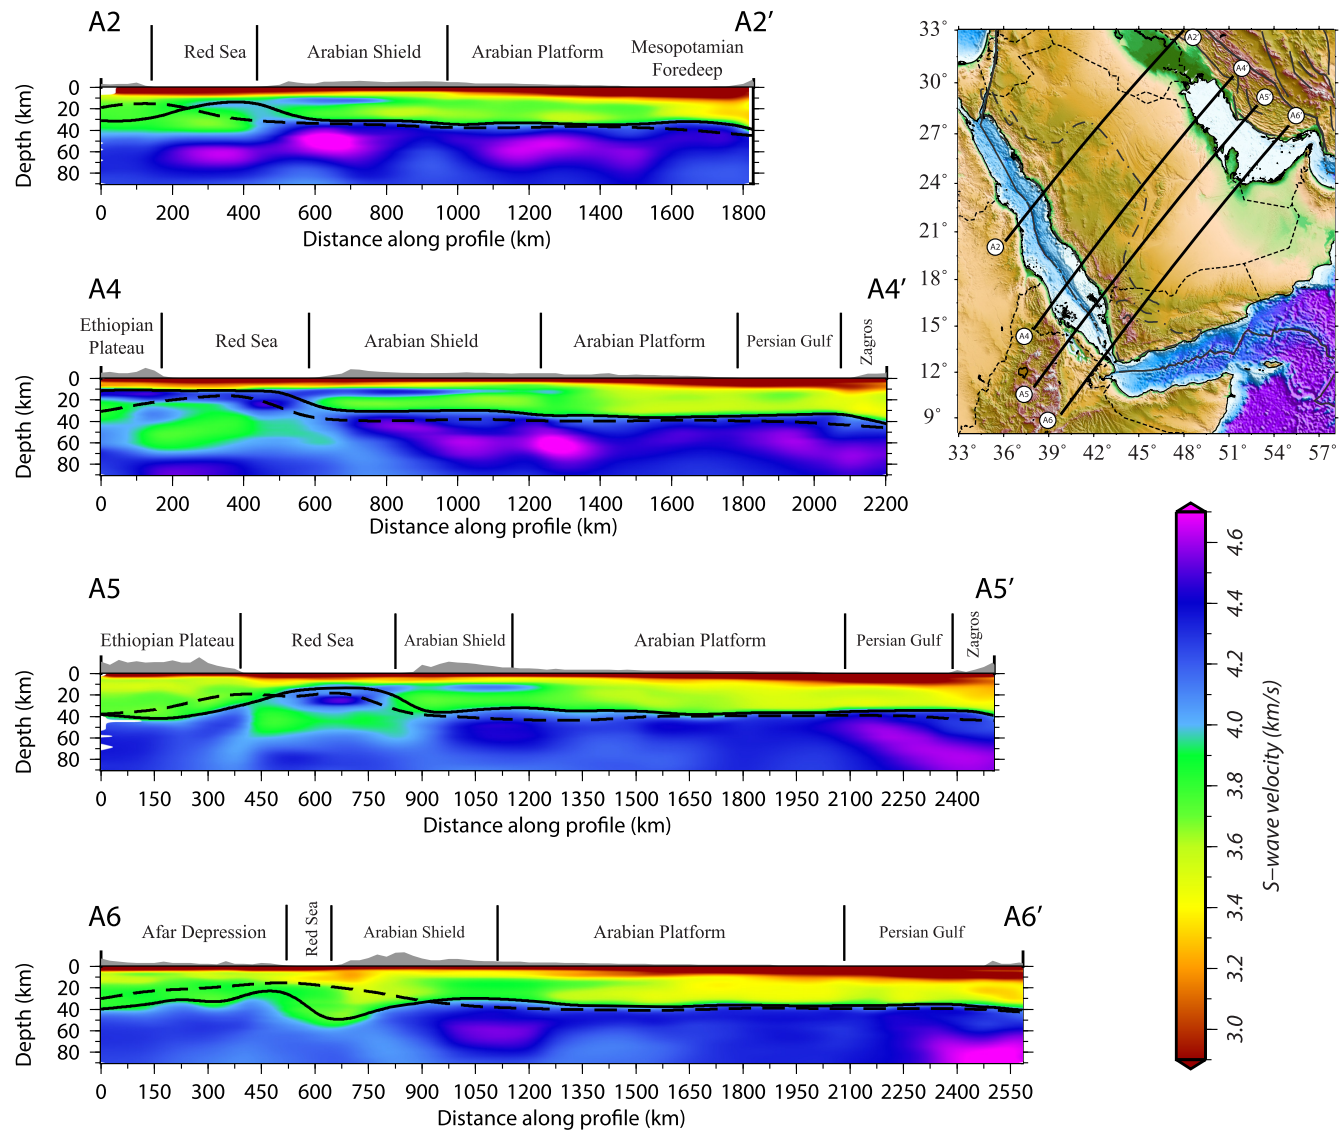 A2
A2′
Red Sea
Arabian Shield
Arabian Platform
Mesopotamian
Foredeep
Depth (km)
0
20
40
60
80
0 200 400 600 800 1000 1200 1400 1600 1800
Distance along profile (km)
A4
A4′
Ethiopian
Plateau
Red Sea
Arabian Shield
Arabian Platform
Persian Gulf
Zagros
Depth (km)
0
20
40
60
80
0 200 400 600 800 1000 1200 1400 1600 1800 2000 2200
Distance along profile (km)
A5
A5′
Ethiopian Plateau
Red Sea
Arabian Shield
Arabian Platform
Persian Gulf
Zagros
Depth (km)
0
20
40
60
80
0 150 300 450 600 750 900 1050 1200 1350 1500 1650 1800 1950 2100 2250 2400
Distance along profile (km)
A6
A6′
Afar Depression
Red Sea
Arabian Shield
Arabian Platform
Persian Gulf
Depth (km)
0
20
40
60
80
0 150 300 450 600 750 900 1050 1200 1350 1500 1650 1800 1950 2100 2250 2400 2550
Distance along profile (km)
33°
30°
27°
24°
21°
18°
15°
12°
9°
33° 36° 39° 42° 45° 48° 51° 54° 57°
A2′
A4′
A5′
A6′
A2
A4
A5
A6
4.6
4.4
4.2
4.0
3.8
3.6
3.4
3.2
3.0
S−wave velocity (km/s)